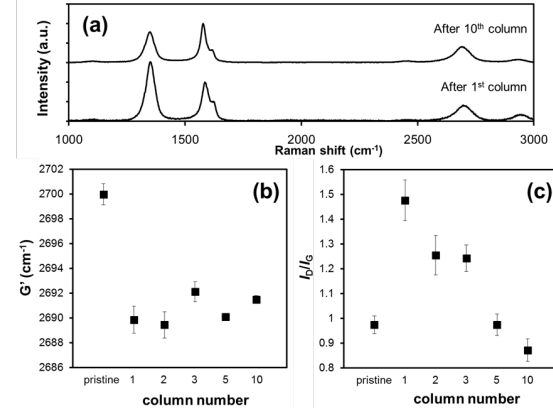 (a)
After 10th column
After 1st column
Intensity (a.u.)
1000 1500 2000 2500 3000
Raman shift (cm-1)
(b)
2702
2700
2698
2696
2694
2692
2690
2688
2686
G' (cm-1)
pristine 1 2 3 5 10
column number
(c)
1.6
1.5
1.4
1.3
1.2
1.1
1
0.9
0.8
ID/IG
pristine 1 2 3 5 10
column number